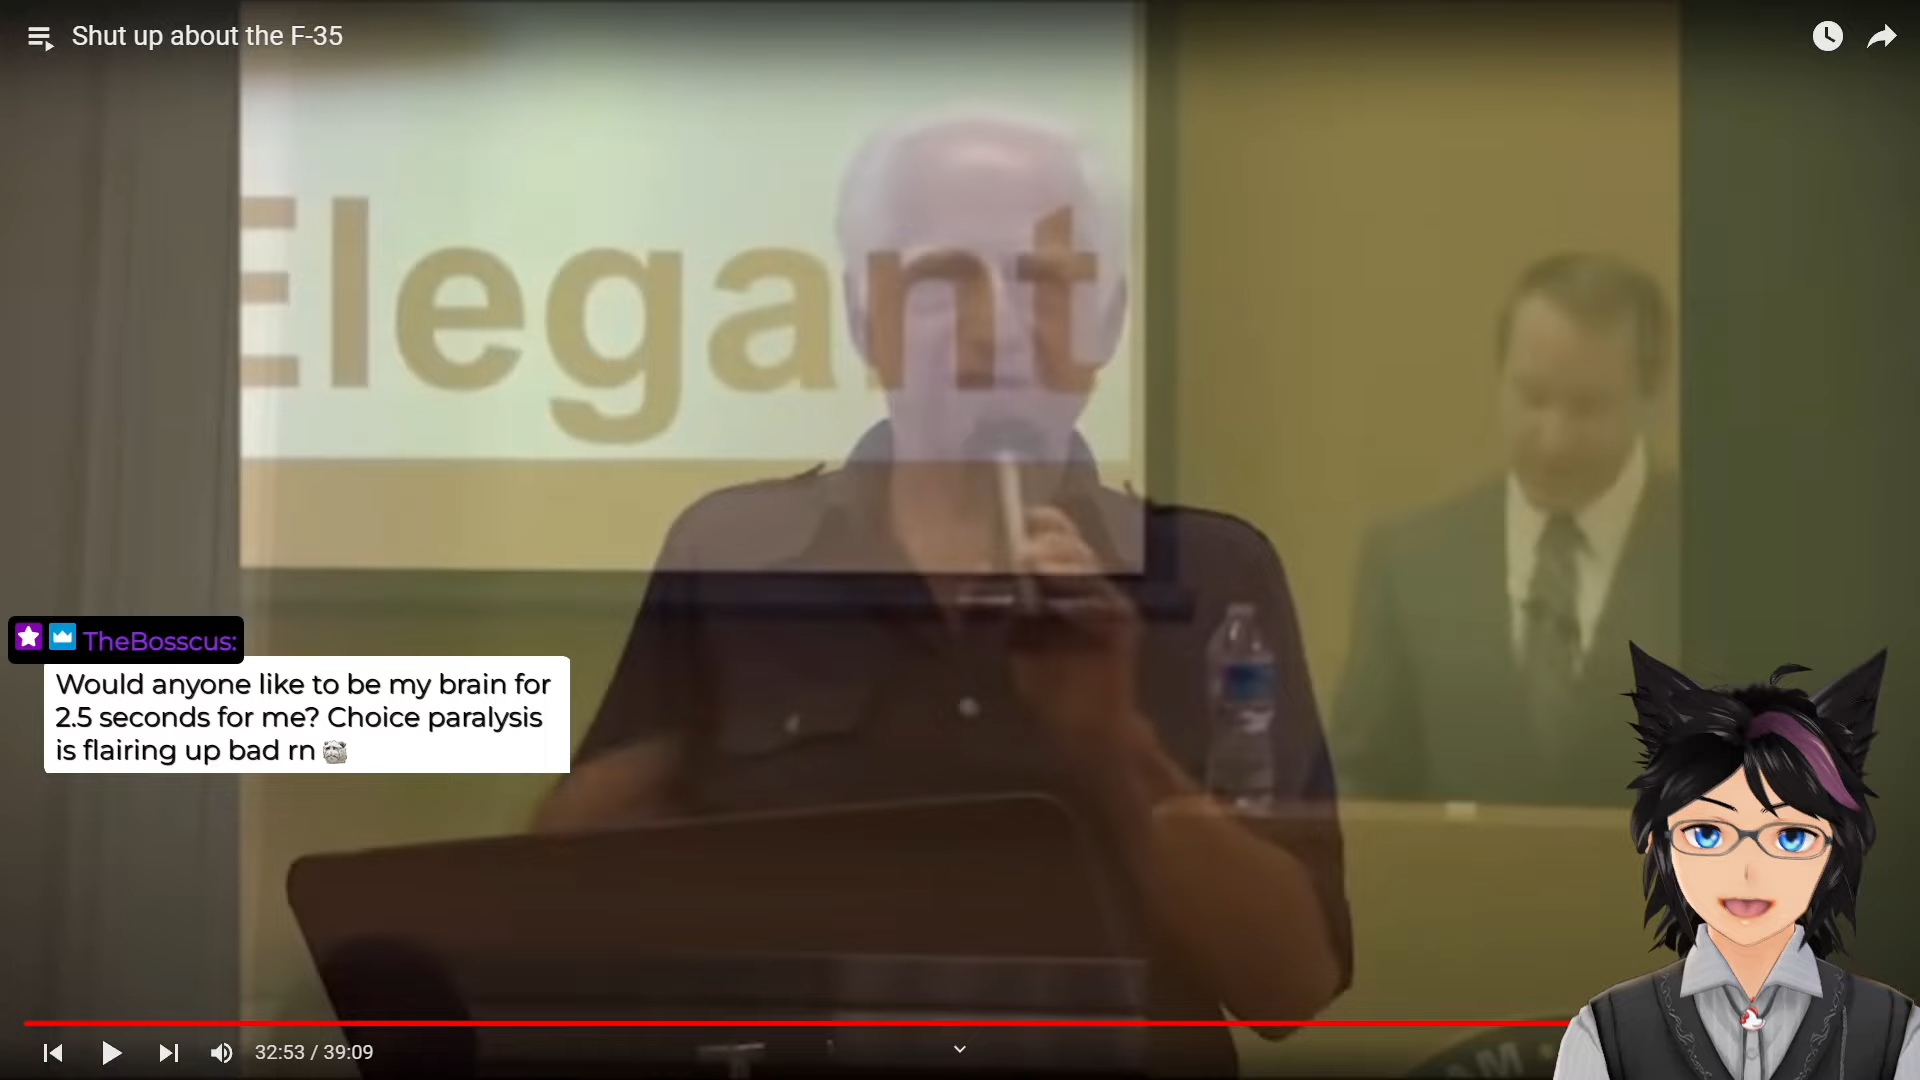 Shut up about the F-35
Elegant
TheBosscus:
Would anyone like to be my brain for
2.5 seconds for me? Choice paralysis
is flairing up bad rn
32:53 / 39:09